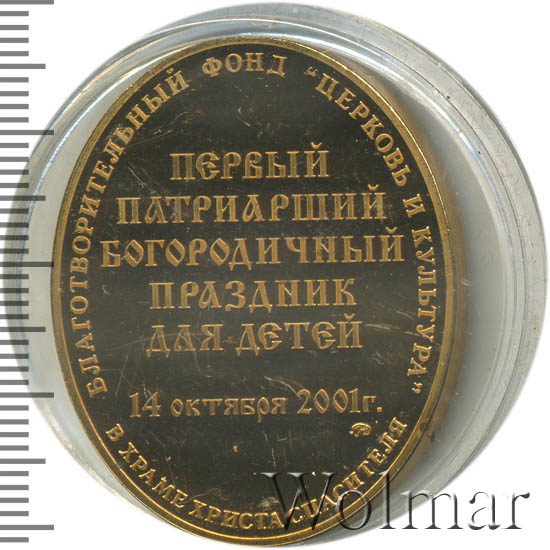 БЛАГОТВОРИТЕЛЬНЫЙ ФОНД "ЦЕРКОВЬ И КУЛЬТУРА"
ПЕРВЫЙ
ПАТРИАРШИЙ
БОГОРОДИЧНЫЙ
ПРАЗДНИК
ДЛЯ ДЕТЕЙ
14 ОКТЯБРЯ 2001г.
В ХРАМЕ ХРИСТА СПАСИТЕЛЯ
Wolmar